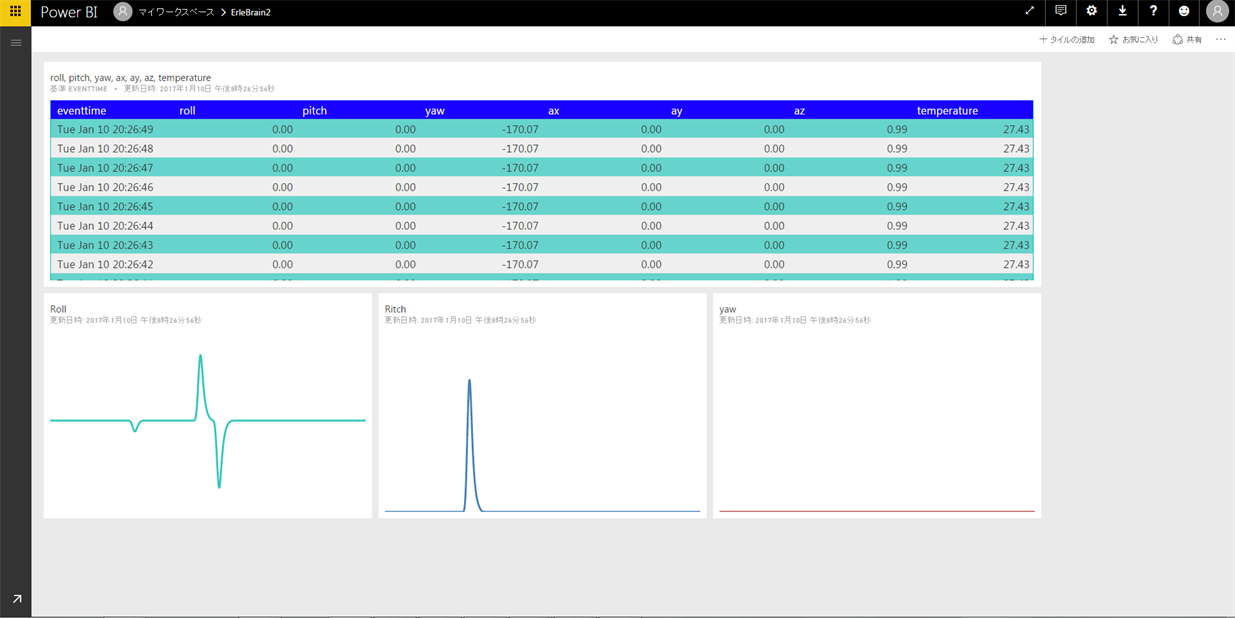 Power BI マイワークスペース > ErleBrain2
+ タイルの追加 ☆ お気に入り 共有 ...
roll, pitch, yaw, ax, ay, az, temperature
基準 EVENTTIME • 更新日時: 2017年1月10日 午後8時26分56秒
eventtime roll pitch yaw ax ay az temperature
Tue Jan 10 20:26:49 0.00 0.00 -170.07 0.00 0.00 0.99 27.43
Tue Jan 10 20:26:48 0.00 0.00 -170.07 0.00 0.00 0.99 27.43
Tue Jan 10 20:26:47 0.00 0.00 -170.07 0.00 0.00 0.99 27.43
Tue Jan 10 20:26:46 0.00 0.00 -170.07 0.00 0.00 0.99 27.43
Tue Jan 10 20:26:45 0.00 0.00 -170.07 0.00 0.00 0.99 27.43
Tue Jan 10 20:26:44 0.00 0.00 -170.07 0.00 0.00 0.99 27.43
Tue Jan 10 20:26:43 0.00 0.00 -170.07 0.00 0.00 0.99 27.43
Tue Jan 10 20:26:42 0.00 0.00 -170.07 0.00 0.00 0.99 27.43
Roll
更新日時: 2017年1月10日 午後8時26分56秒
Ritch
更新日時: 2017年1月10日 午後8時26分56秒
yaw
更新日時: 2017年1月10日 午後8時26分56秒